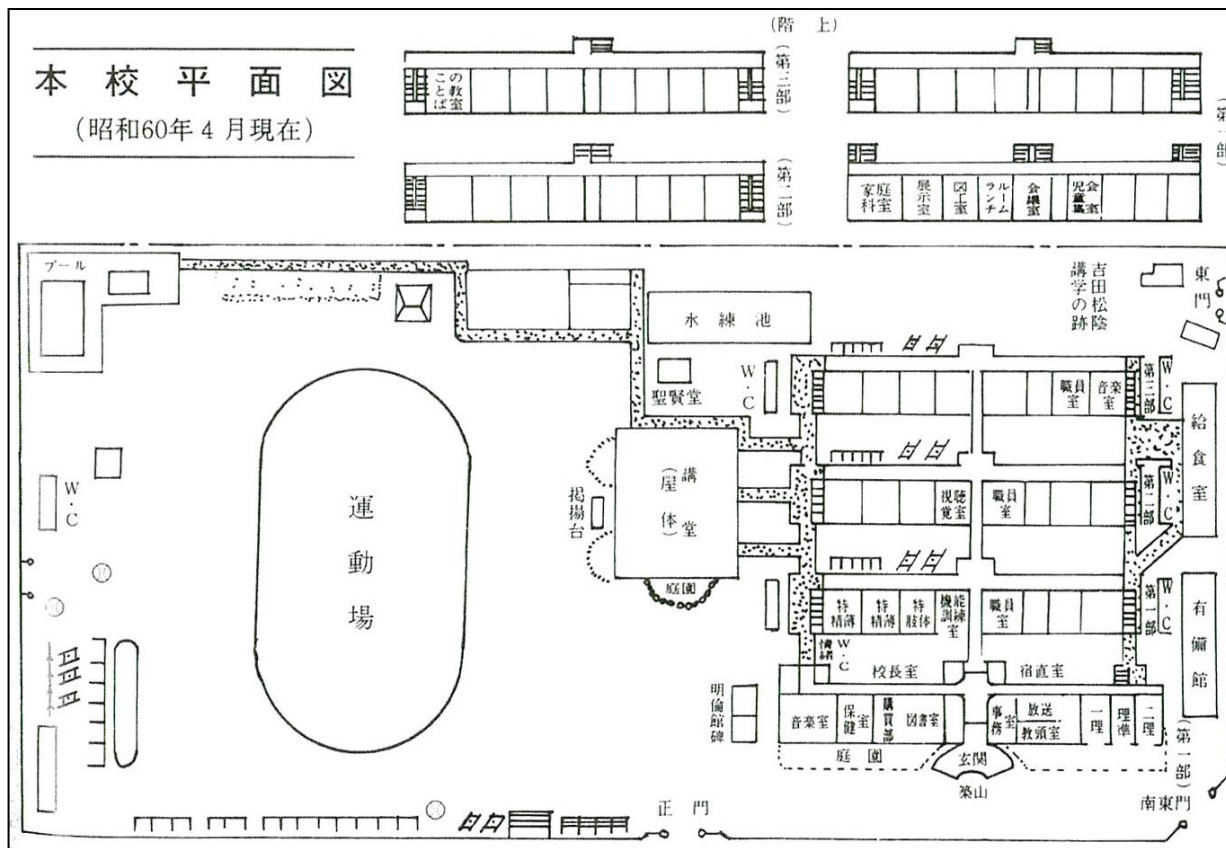 本校平面図
(昭和60年4月現在)
(階上)
(第三部)
ことばの教室
(第二部)
(第一部)
家庭科室
展示室
図工室
ランチルーム
会議室
児童集会室
プール
水練池
吉田松陰
講学の跡
東門
聖賢堂
W・C
職員室
音楽室
第三部
W・C
給食室
講堂
(屋体)
掲揚台
庭園
W・C
運動場
視聴覚室
職員室
第二部
W・C
特精薄
特精薄
特肢体
機能訓練室
職員室
第一部
W・C
有備館
情緒
W・C
校長室
宿直室
明倫館碑
音楽室
保健室
購買部
図書室
事務室
放送
教頭室
一理
理準
二理
(第一部)
庭園
玄関
築山
南東門
正門